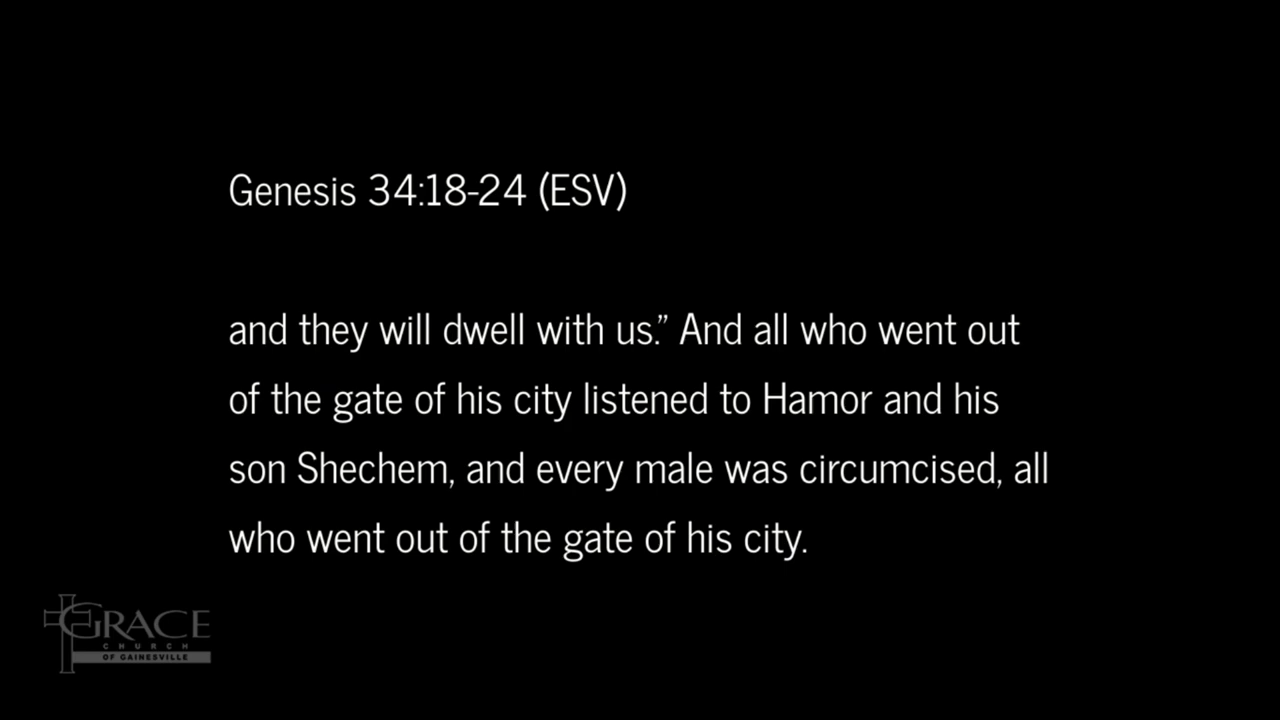 Genesis 34:18-24 (ESV)
and they will dwell with us.” And all who went out
of the gate of his city listened to Hamor and his
son Shechem, and every male was circumcised, all
who went out of the gate of his city.
GRACE
CHURCH
OF GAINESVILLE